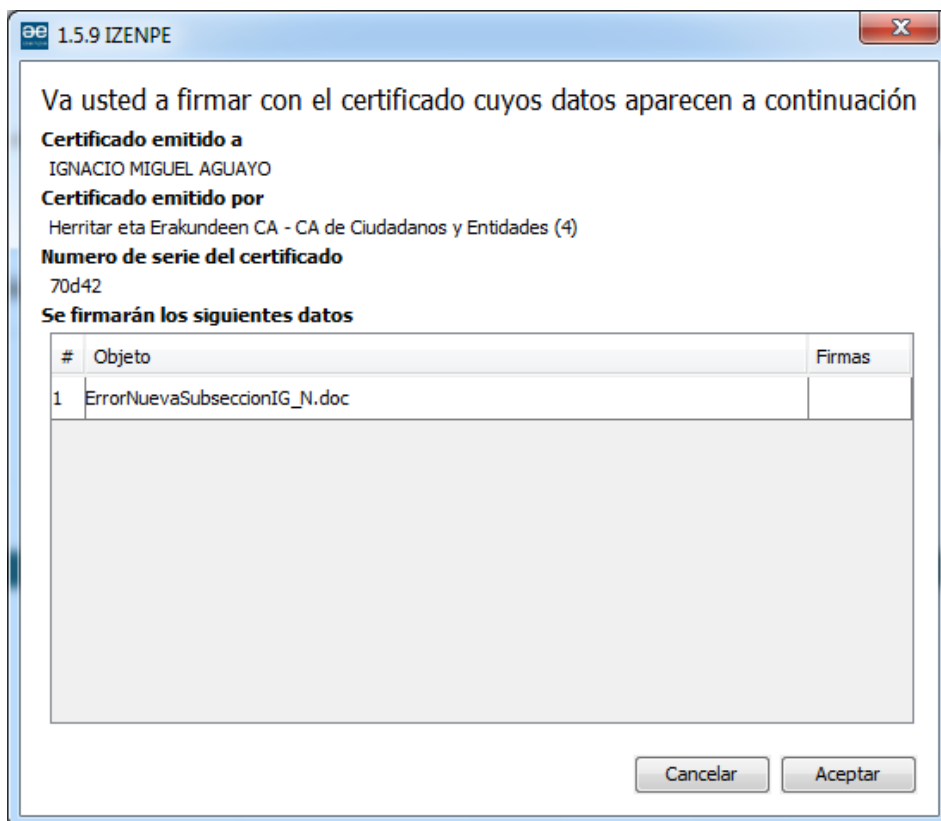 ae 1.5.9 IZENPE
Va usted a firmar con el certificado cuyos datos aparecen a continuación
Certificado emitido a
IGNACIO MIGUEL AGUAYO
Certificado emitido por
Herritar eta Erakundeen CA - CA de Ciudadanos y Entidades (4)
Numero de serie del certificado
70d42
Se firmarán los siguientes datos
# Objeto Firmas
1 ErrorNuevaSubseccionIG_N.doc
Cancelar Aceptar